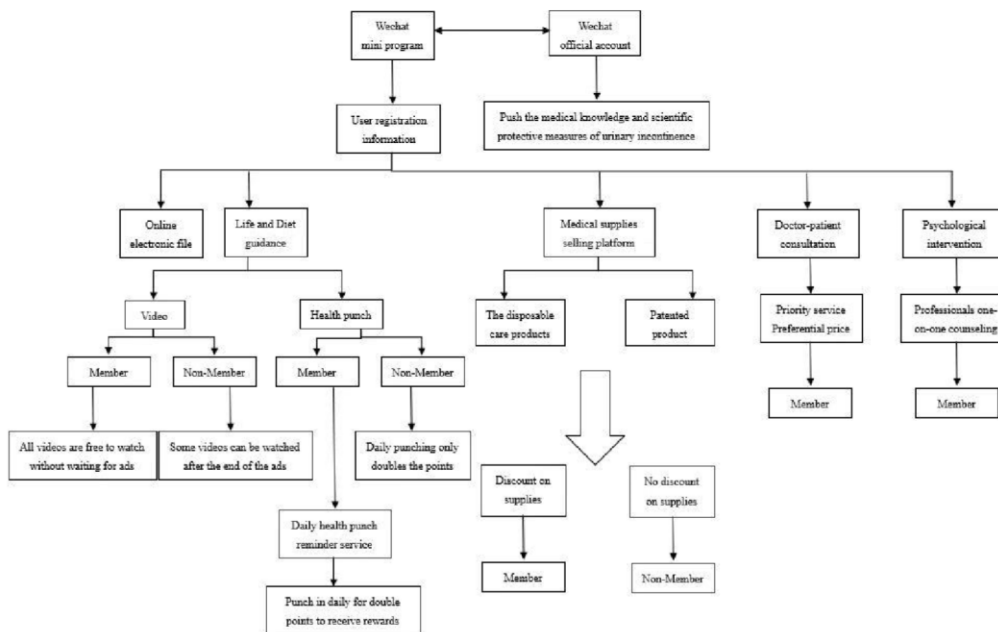 Wechat
mini program
Wechat
official account
User registration
information
Push the medical knowledge and scientific
protective measures of urinary incontinence
Online
electronic file
Life and Diet
guidance
Medical supplies
selling platform
Doctor-patient
consultation
Psychological
intervention
Video
Health punch
The disposable
care products
Patented
product
Priority service
Preferential price
Professionals one-
on-one counseling
Member
Non-Member
Member
Non-Member
Member
Member
All videos are free to watch
without waiting for ads
Some videos can be watched
after the end of the ads
Daily punching only
doubles the points
Discount on
supplies
No discount
on supplies
Daily health punch
reminder service
Member
Non-Member
Punch in daily for double
points to receive rewards